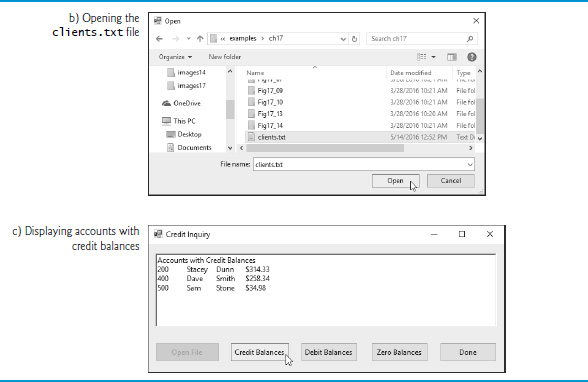 b) Opening the
clients.txt file
Open
« examples › ch17
Search ch17
Organize
New folder
images14
images17
OneDrive
This PC
Desktop
Documents
Name
Date modified
Type
Fig17_09
3/28/2016 10:21 AM
File fol
Fig17_10
3/28/2016 10:21 AM
File fol
Fig17_13
3/28/2016 10:20 AM
File fol
Fig17_14
3/28/2016 10:21 AM
File fol
clients.txt
5/14/2016 12:52 PM
Text D
File name: clients.txt
Open
Cancel
c) Displaying accounts with
credit balances
Credit Inquiry
Accounts with Credit Balances
200 Stacey Dunn $314.33
400 Dave Smith $258.34
500 Sam Stone $34.98
Open File
Credit Balances
Debit Balances
Zero Balances
Done